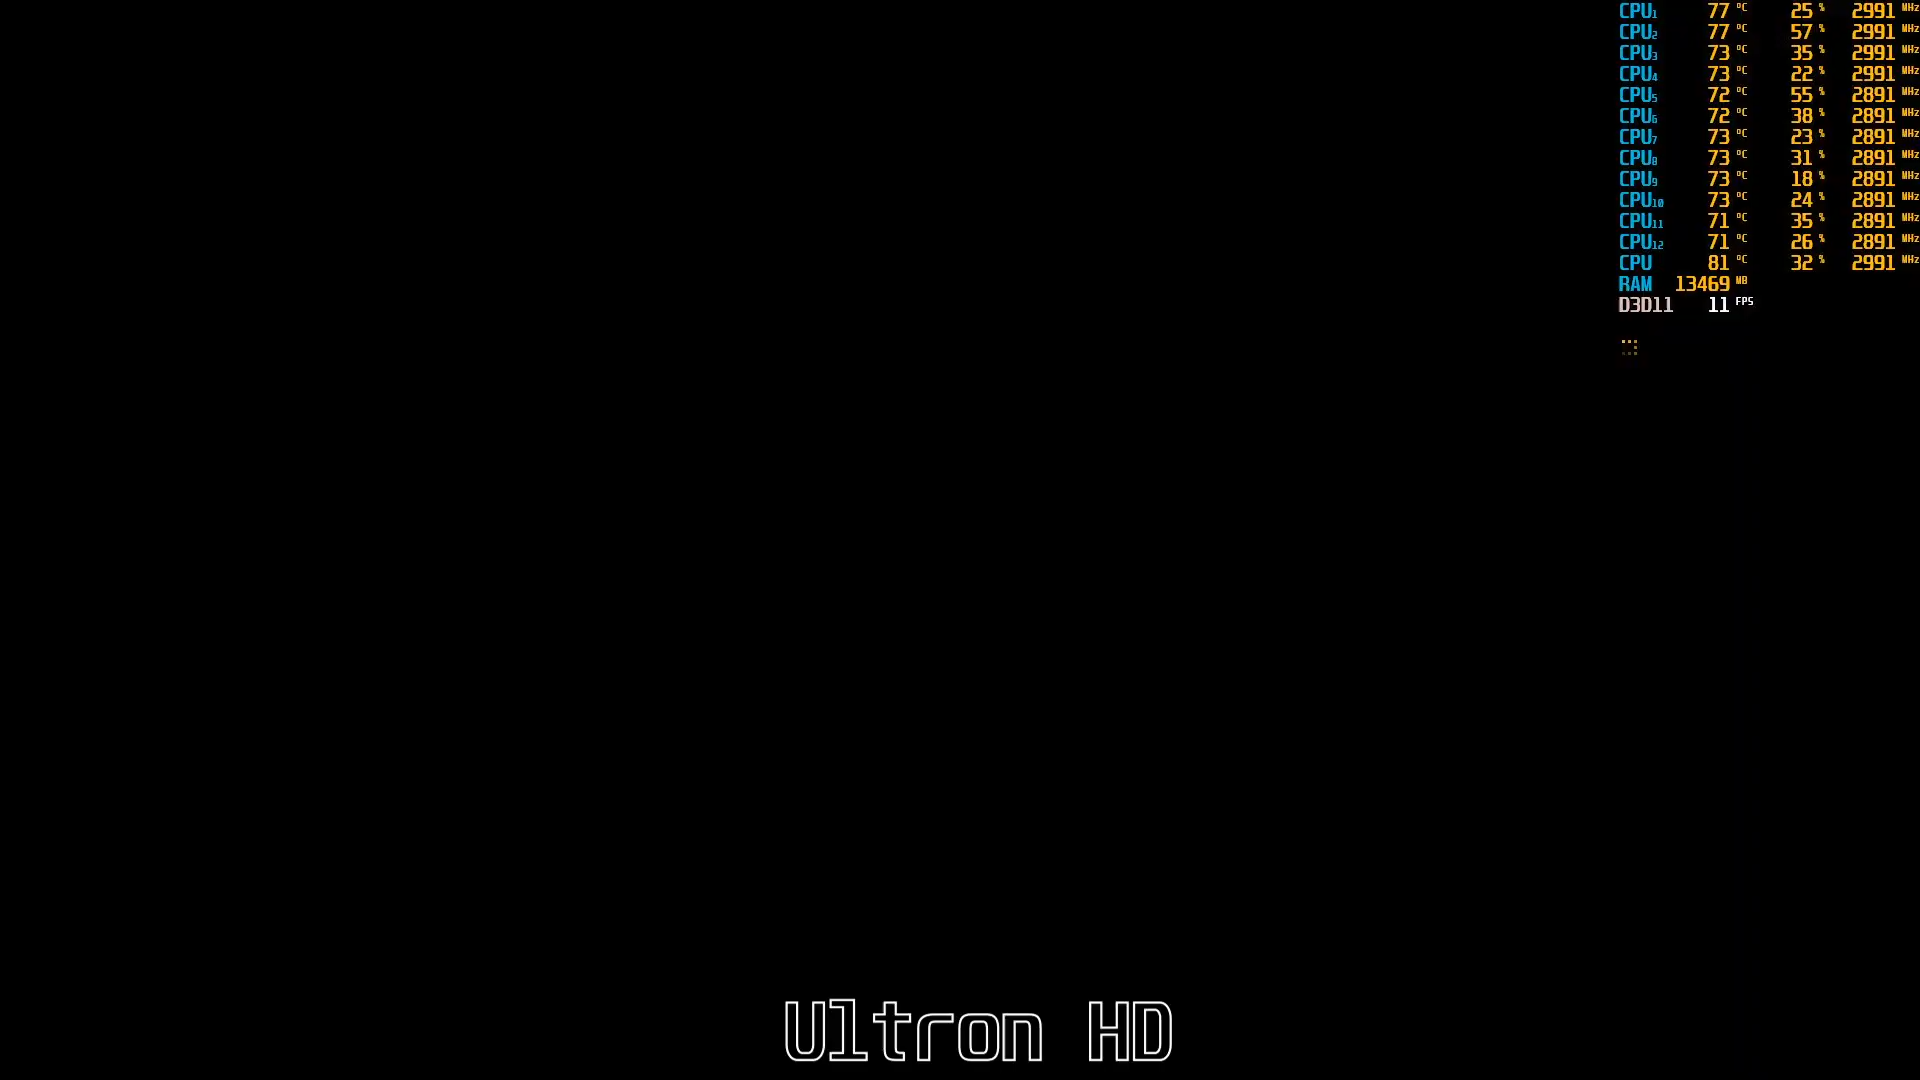 CPU1 77 °C 25 % 2991 MHz
CPU2 77 °C 57 % 2991 MHz
CPU3 73 °C 35 % 2991 MHz
CPU4 73 °C 22 % 2991 MHz
CPU5 72 °C 55 % 2891 MHz
CPU6 72 °C 38 % 2891 MHz
CPU7 73 °C 23 % 2891 MHz
CPU8 73 °C 31 % 2891 MHz
CPU9 73 °C 18 % 2891 MHz
CPU10 73 °C 24 % 2891 MHz
CPU11 71 °C 35 % 2891 MHz
CPU12 71 °C 26 % 2891 MHz
CPU 81 °C 32 % 2991 MHz
RAM 13469 MB
D3D11 11 FPS
Ultron HD